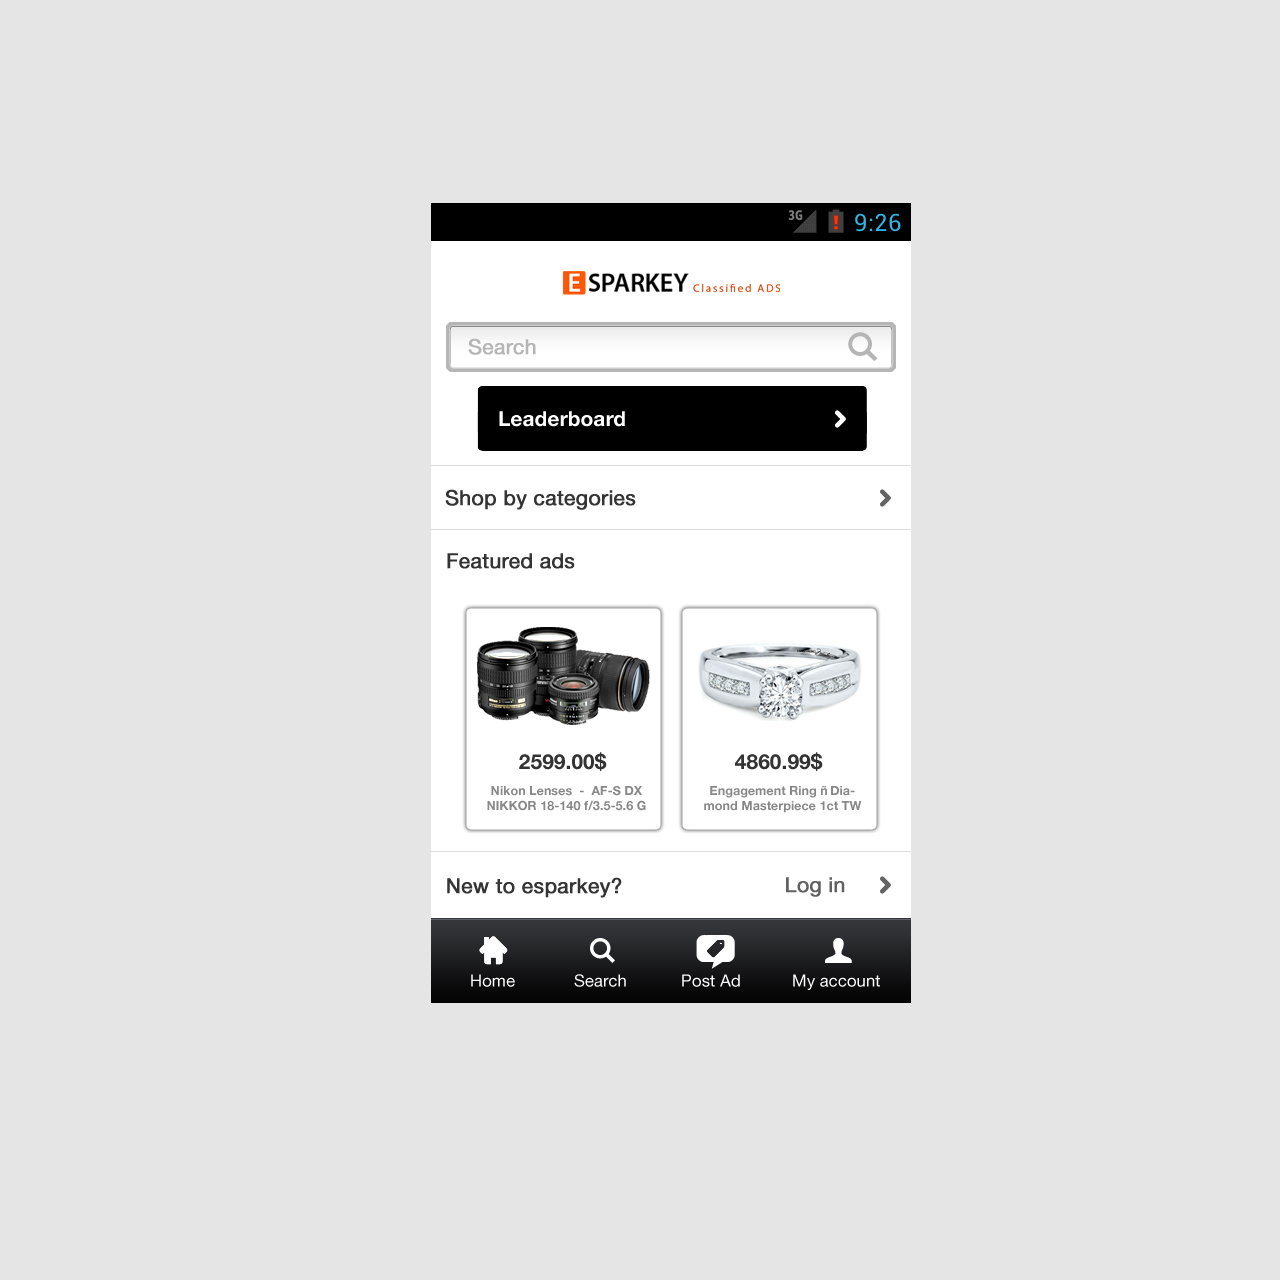 3G 9:26
E SPARKEY Classified ADS
Search
Leaderboard
Shop by categories
Featured ads
2599.00$
Nikon Lenses - AF-S DX
NIKKOR 18-140 f/3.5-5.6 G
4860.99$
Engagement Ring ñ Dia-
mond Masterpiece 1ct TW
New to esparkey? Log in
Home Search Post Ad My account